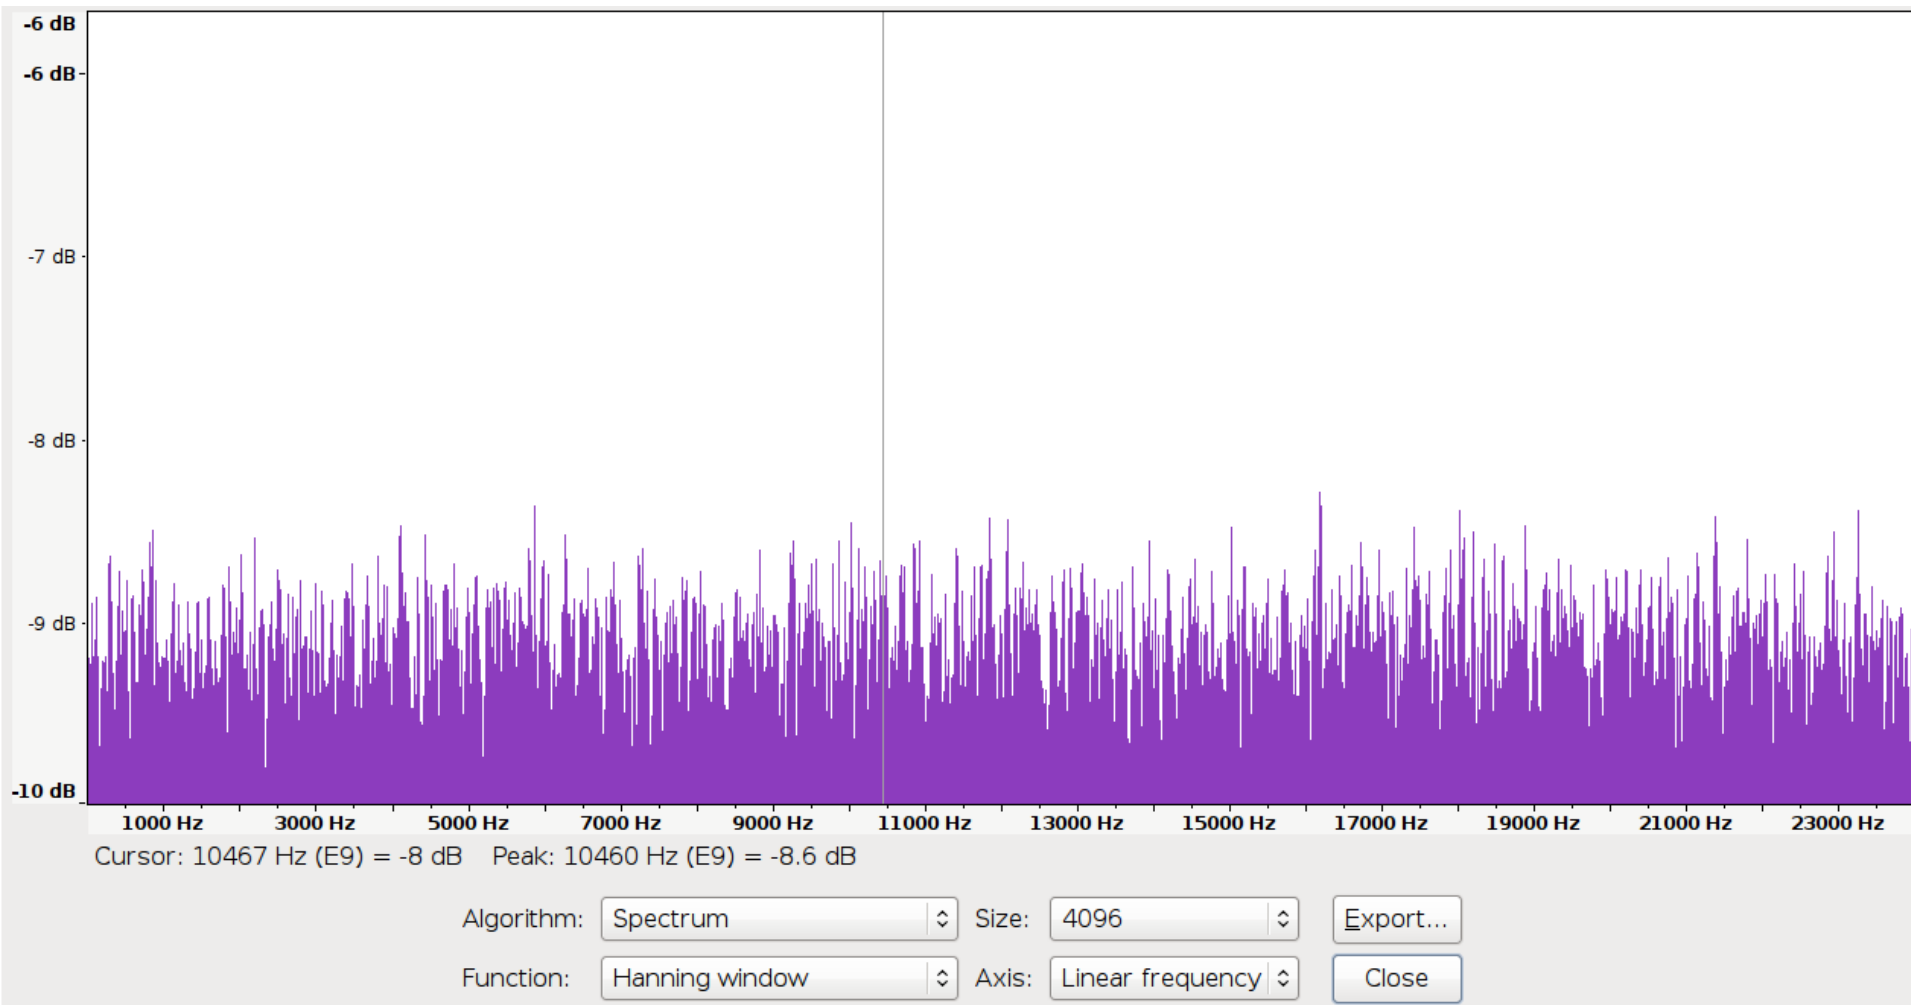 -6 dB
-6 dB
-7 dB
-8 dB
-9 dB
-10 dB
1000 Hz 3000 Hz 5000 Hz 7000 Hz 9000 Hz 11000 Hz 13000 Hz 15000 Hz 17000 Hz 19000 Hz 21000 Hz 23000 Hz
Cursor: 10467 Hz (E9) = -8 dB Peak: 10460 Hz (E9) = -8.6 dB
Algorithm: Spectrum Size: 4096 Export...
Function: Hanning window Axis: Linear frequency Close